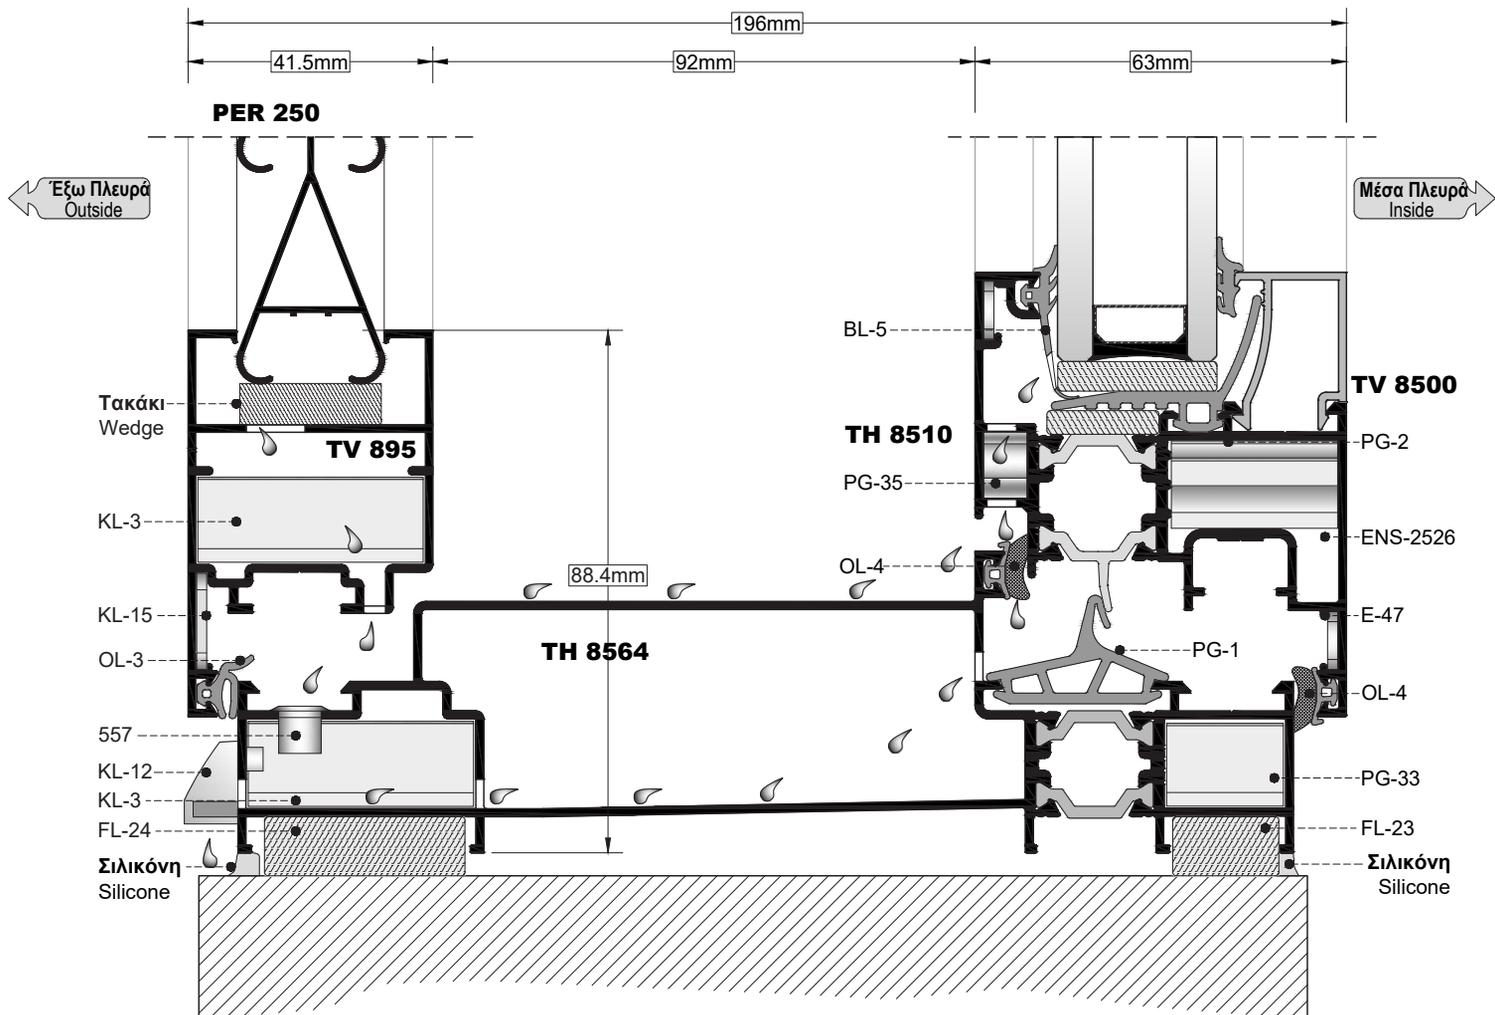 196mm
41.5mm
92mm
63mm
PER 250
Έξω Πλευρά
Outside
Μέσα Πλευρά
Inside
BL-5
TV 8500
Τακάκι
Wedge
TV 895
TH 8510
PG-2
PG-35
KL-3
ENS-2526
OL-4
88.4mm
KL-15
E-47
OL-3
TH 8564
PG-1
OL-4
557
KL-12
PG-33
KL-3
FL-24
FL-23
Σιλικόνη
Silicone
Σιλικόνη
Silicone